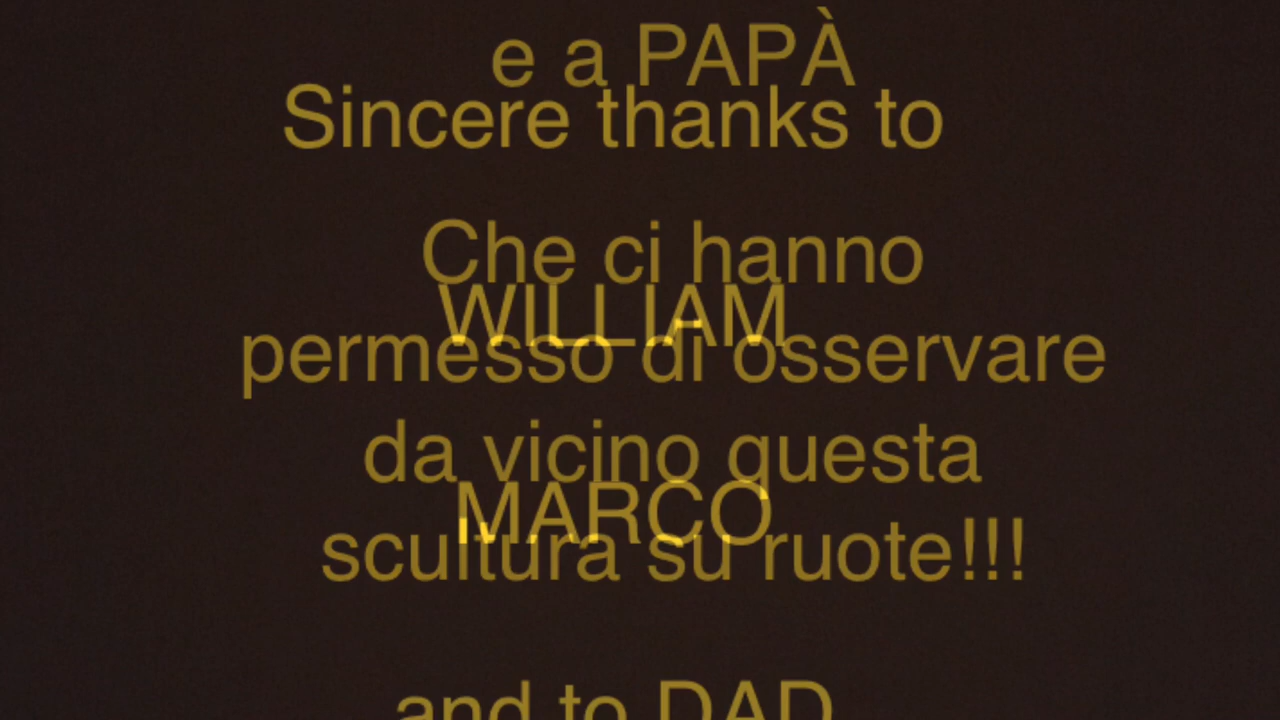 e a PAPÀ
Sincere thanks to
Che ci hanno
WILLIAM
permesso di osservare
da vicino questa
MARCO
scultura su ruote!!!
and to DAD